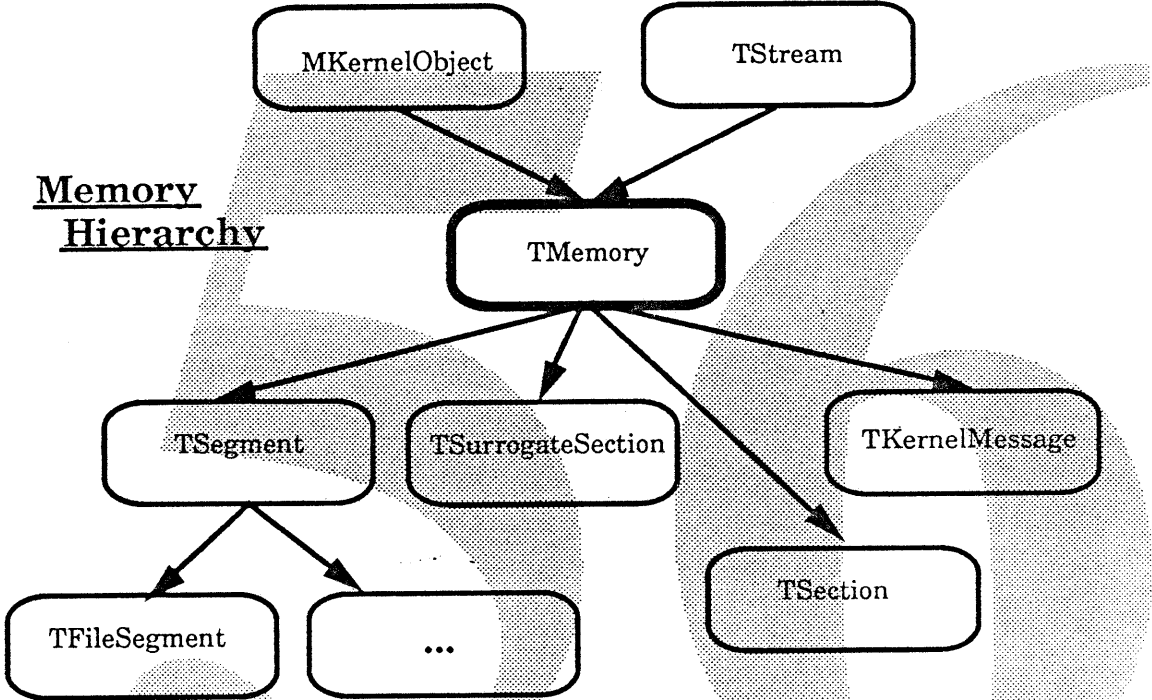 MKernelObject
TStream
Memory
Hierarchy
TMemory
TSegment
TSurrogateSection
TKernelMessage
TSection
TFileSegment
...